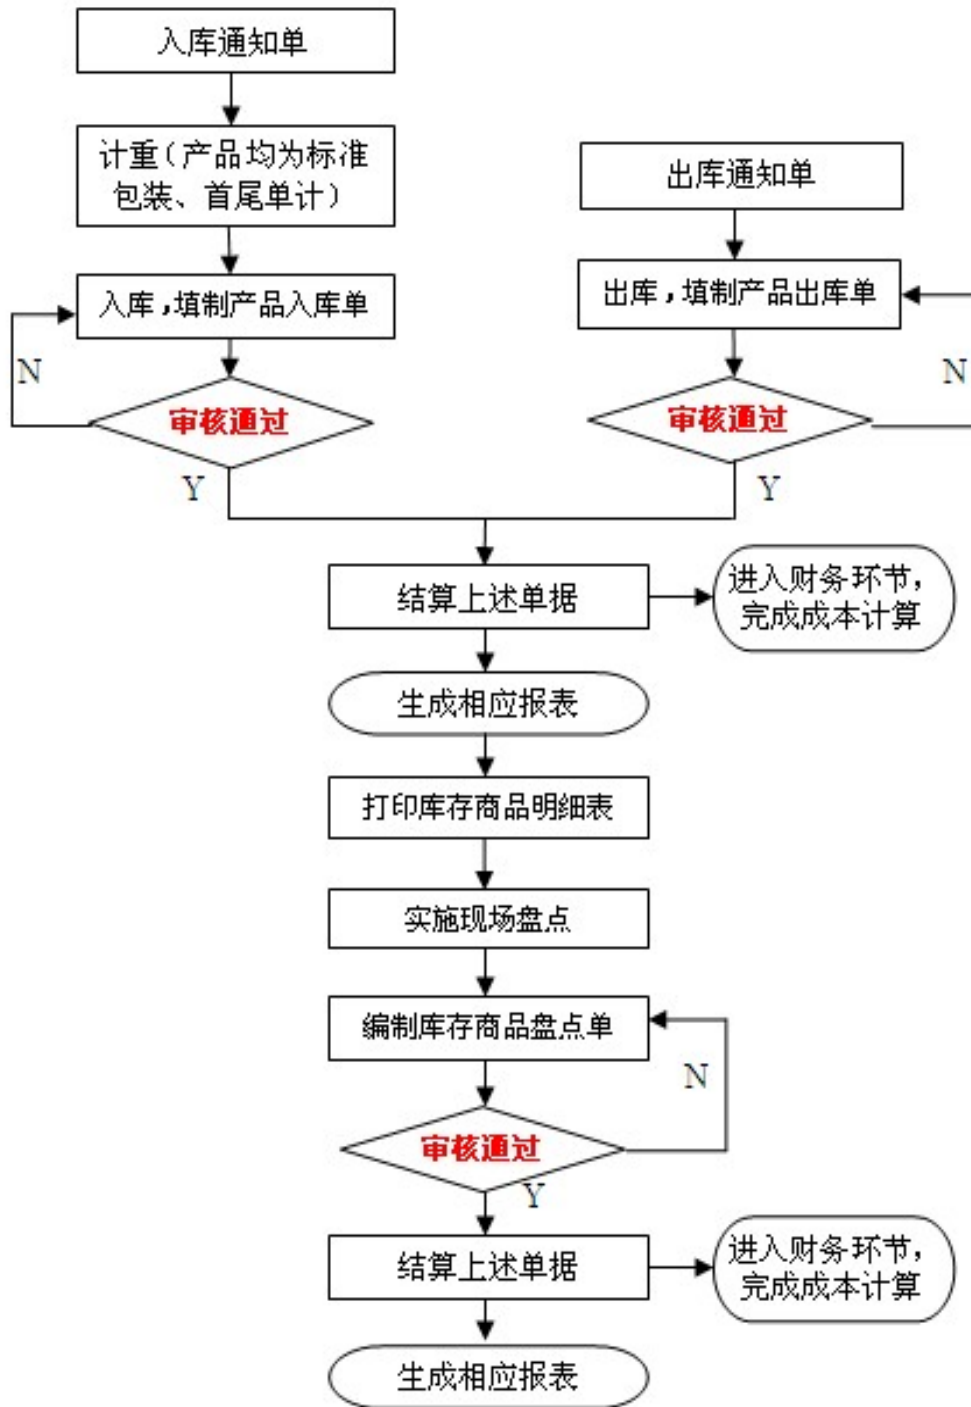 入库通知单
计重(产品均为标准
包装、首尾单计)
入库,填制产品入库单
N
审核通过
Y
出库通知单
出库,填制产品出库单
N
审核通过
Y
结算上述单据
进入财务环节,
完成成本计算
生成相应报表
打印库存商品明细表
实施现场盘点
编制库存商品盘点单
N
审核通过
Y
结算上述单据
进入财务环节,
完成成本计算
生成相应报表